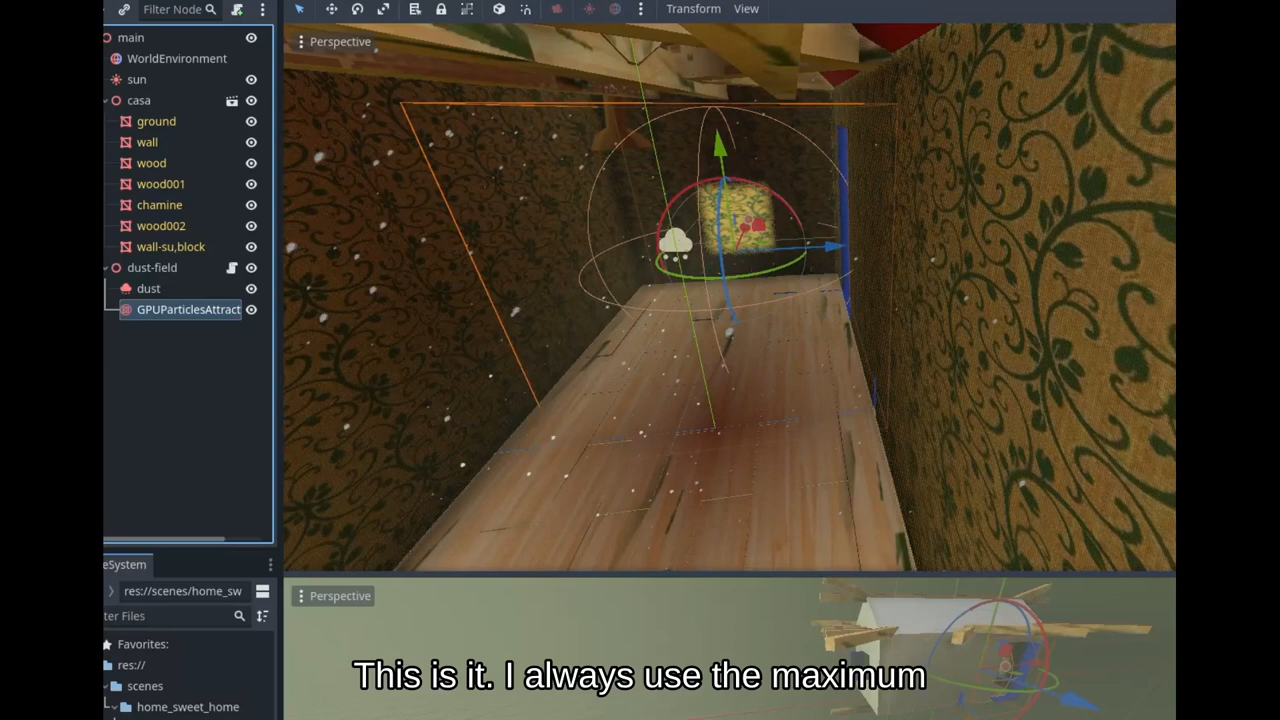 Filter Node
Transform View
main
Perspective
WorldEnvironment
sun
casa
ground
wall
wood
wood001
chamine
wood002
wall-su,block
dust-field
dust
GPUParticlesAttract
eSystem
res://scenes/home_sw
Perspective
ter Files
Favorites:
res://
scenes
This is it. I always use the maximum
home_sweet_home